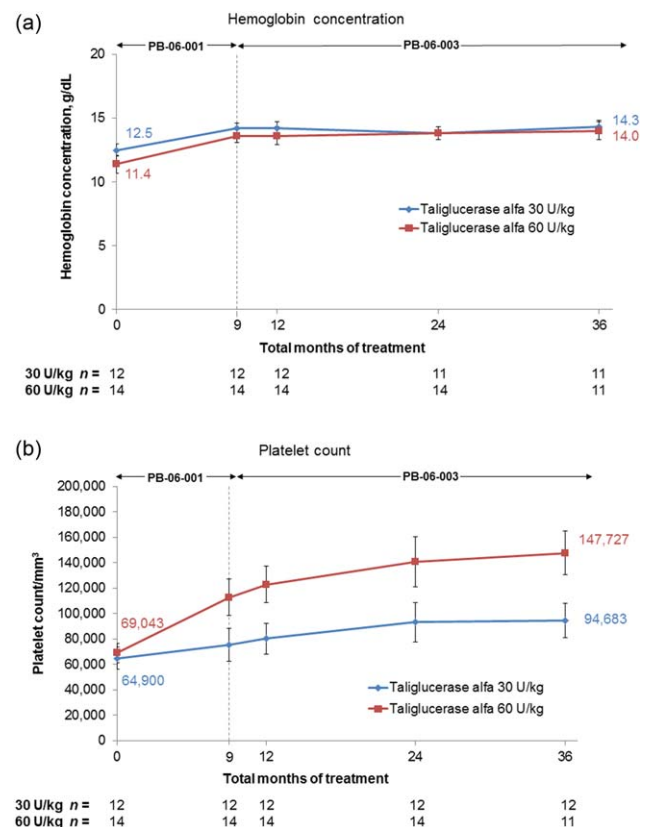 (a)
Hemoglobin concentration
PB-06-001 PB-06-003
Hemoglobin concentration, g/dL
20
15
10
5
0
12.5
11.4
14.3
14.0
Taliglucerase alfa 30 U/kg
Taliglucerase alfa 60 U/kg
0 9 12 24 36
Total months of treatment
30 U/kg n = 12 12 12 11 11
60 U/kg n = 14 14 14 14 11
(b)
Platelet count
PB-06-001 PB-06-003
Platelet count/mm³
200,000
180,000
160,000
140,000
120,000
100,000
80,000
60,000
40,000
20,000
0
69,043
64,900
147,727
94,683
Taliglucerase alfa 30 U/kg
Taliglucerase alfa 60 U/kg
0 9 12 24 36
Total months of treatment
30 U/kg n = 12 12 12 12 12
60 U/kg n = 14 14 14 14 11